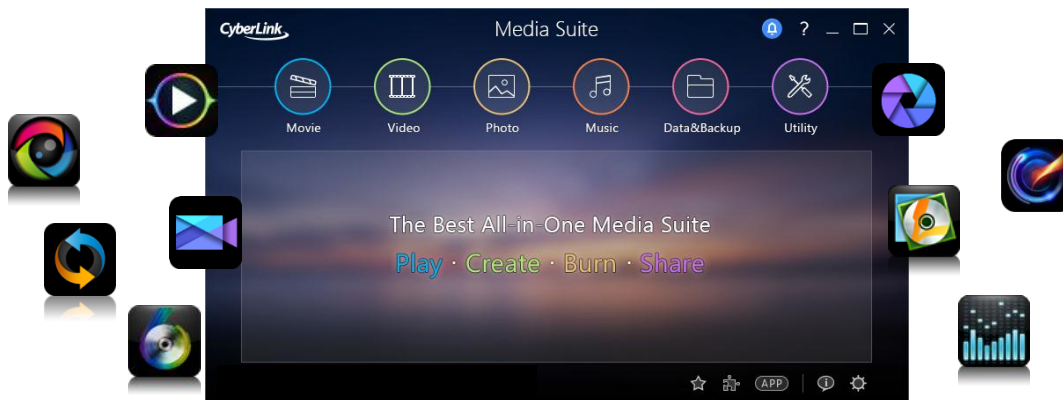 CyberLink Media Suite ?
Movie Video Photo Music Data&Backup Utility
The Best All-in-One Media Suite
Play · Create · Burn · Share
APP